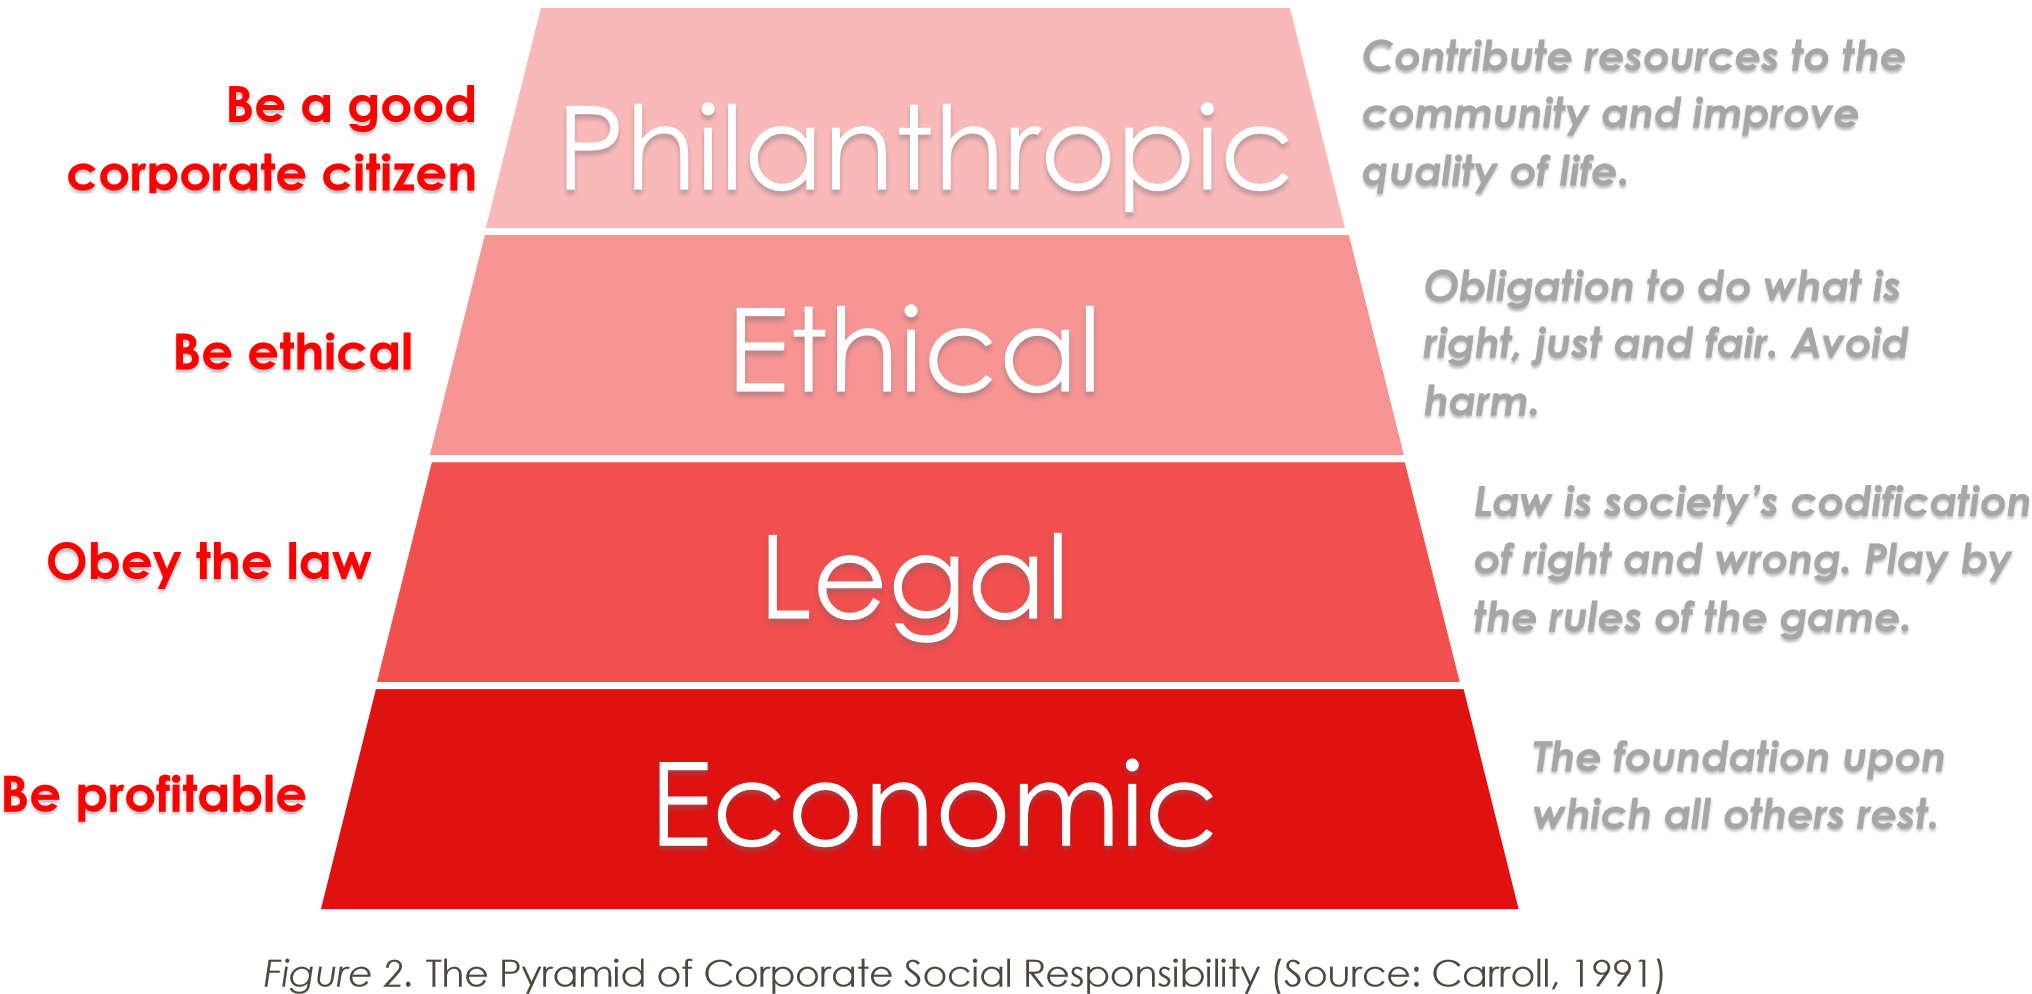 Be a good
corporate citizen
Philanthropic
Contribute resources to the
community and improve
quality of life.
Be ethical
Ethical
Obligation to do what is
right, just and fair. Avoid
harm.
Obey the law
Legal
Law is society’s codification
of right and wrong. Play by
the rules of the game.
Be profitable
Economic
The foundation upon
which all others rest.
Figure 2. The Pyramid of Corporate Social Responsibility (Source: Carroll, 1991)